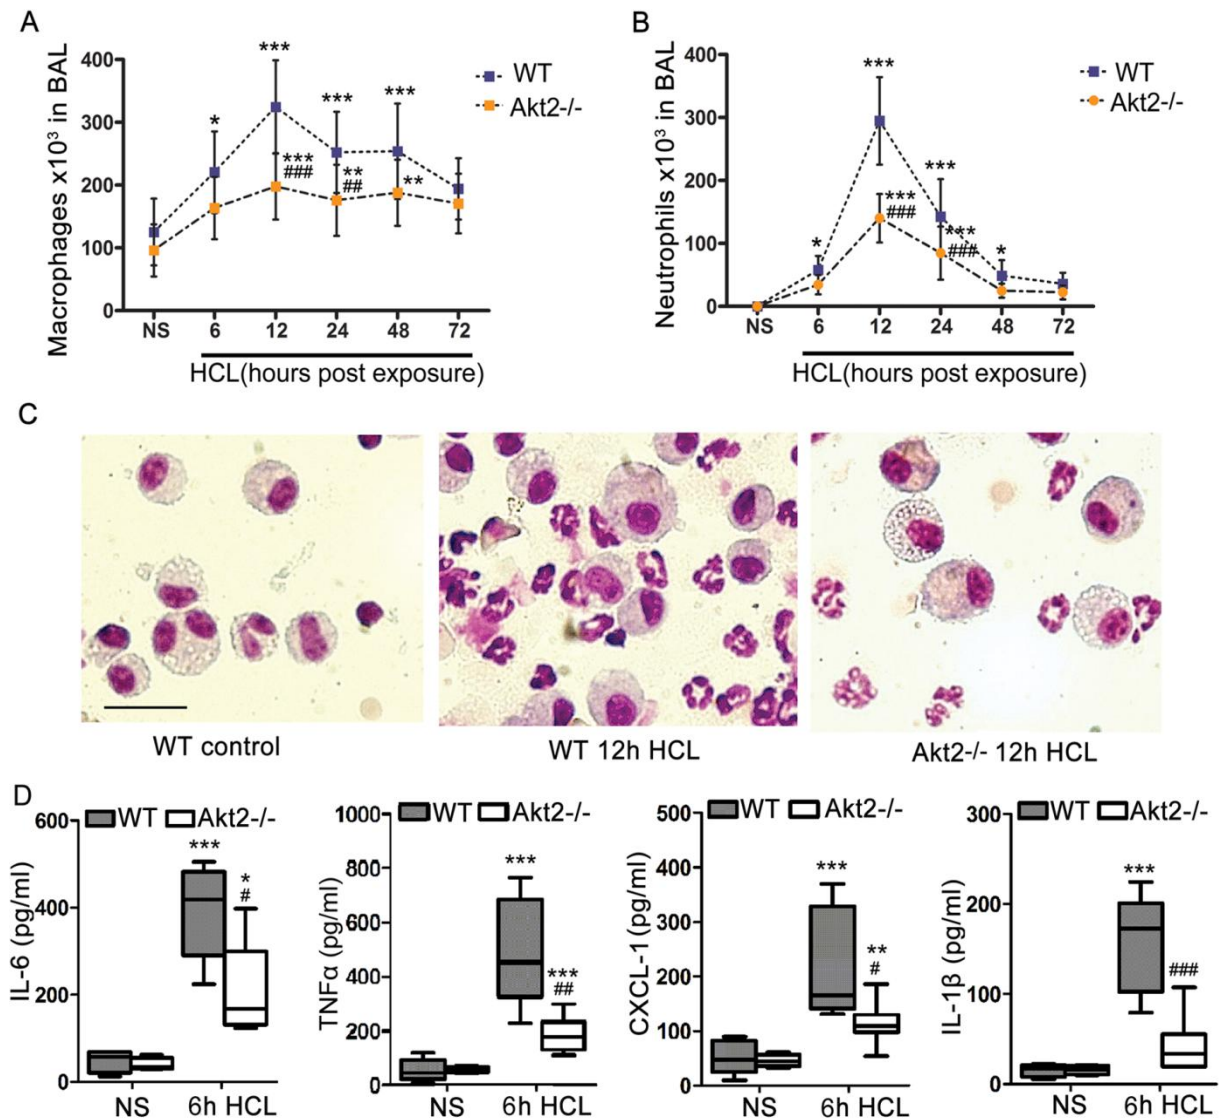 A
Macrophages x10³ in BAL
400
300
200
100
0
***
*
***
***
***
###
**
##
**
WT
Akt2-/-
NS 6 12 24 48 72
HCL(hours post exposure)
B
Neutrophils x10³ in BAL
400
300
200
100
0
***
***
*
***
###
***
###
*
WT
Akt2-/-
NS 6 12 24 48 72
HCL(hours post exposure)
C
WT control
WT 12h HCL
Akt2-/- 12h HCL
D
IL-6 (pg/ml)
600
400
200
0
WT Akt2-/-
***
*
#
NS 6h HCL
TNFα (pg/ml)
1000
800
600
400
200
0
WT Akt2-/-
***
***
##
NS 6h HCL
CXCL-1 (pg/ml)
500
400
300
200
100
0
WT Akt2-/-
***
**
#
NS 6h HCL
IL-1β (pg/ml)
300
200
100
0
WT Akt2-/-
***
###
NS 6h HCL